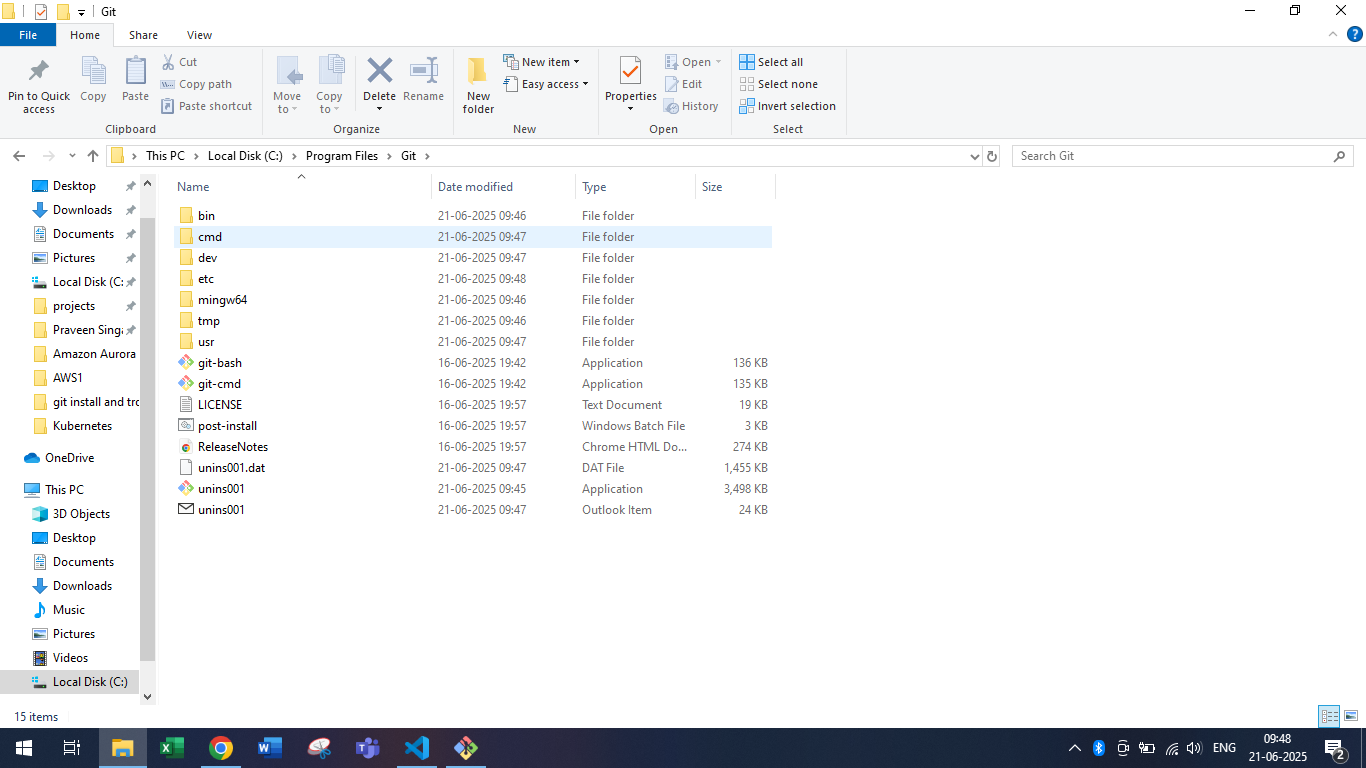 Git
File Home Share View
Pin to Quick access
Copy
Paste
Cut
Copy path
Paste shortcut
Clipboard
Move to
Copy to
Delete
Rename
Organize
New folder
New item
Easy access
New
Properties
Open
Edit
History
Open
Select all
Select none
Invert selection
Select
This PC > Local Disk (C:) > Program Files > Git >
Search Git
Desktop
Downloads
Documents
Pictures
Local Disk (C:
projects
Praveen Singa
Amazon Aurora
AWS1
git install and tro
Kubernetes
OneDrive
This PC
3D Objects
Desktop
Documents
Downloads
Music
Pictures
Videos
Local Disk (C:)
Name Date modified Type Size
bin 21-06-2025 09:46 File folder
cmd 21-06-2025 09:47 File folder
dev 21-06-2025 09:47 File folder
etc 21-06-2025 09:48 File folder
mingw64 21-06-2025 09:46 File folder
tmp 21-06-2025 09:46 File folder
usr 21-06-2025 09:47 File folder
git-bash 16-06-2025 19:42 Application 136 KB
git-cmd 16-06-2025 19:42 Application 135 KB
LICENSE 16-06-2025 19:57 Text Document 19 KB
post-install 16-06-2025 19:57 Windows Batch File 3 KB
ReleaseNotes 16-06-2025 19:57 Chrome HTML Do... 274 KB
unins001.dat 21-06-2025 09:47 DAT File 1,455 KB
unins001 21-06-2025 09:45 Application 3,498 KB
unins001 21-06-2025 09:47 Outlook Item 24 KB
15 items
ENG
09:48
21-06-2025
2